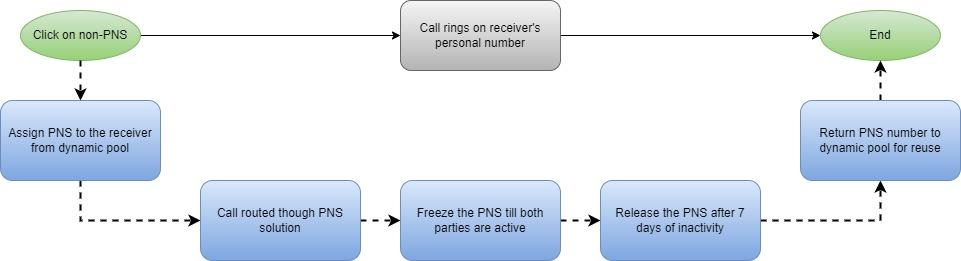 Click on non-PNS
Call rings on receiver's
personal number
End
Assign PNS to the receiver
from dynamic pool
Return PNS number to
dynamic pool for reuse
Call routed though PNS
solution
Freeze the PNS till both
parties are active
Release the PNS after 7
days of inactivity